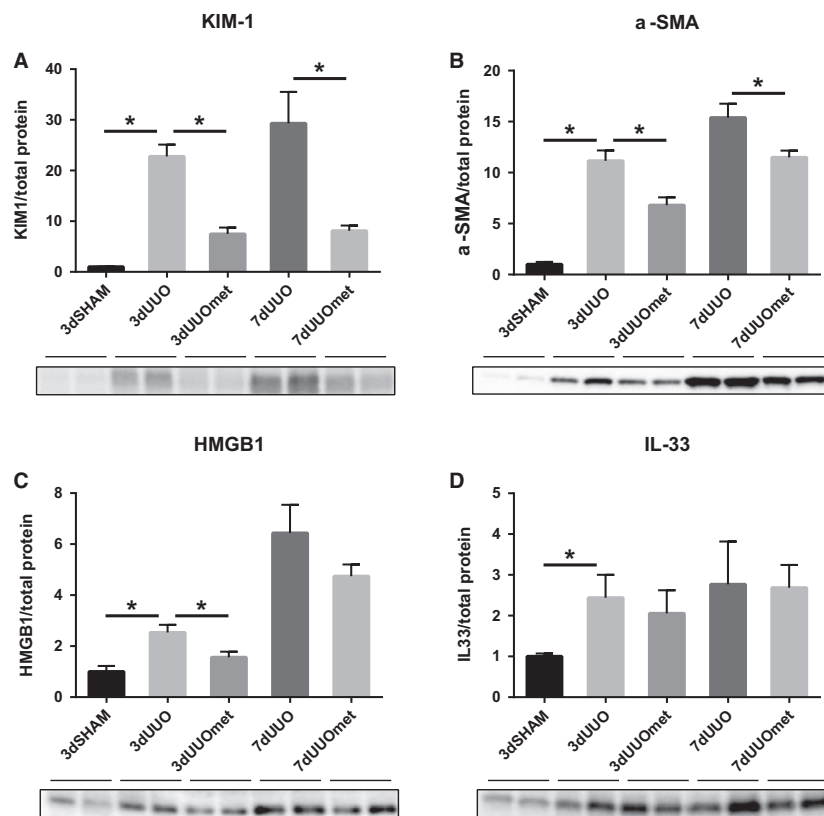 KIM-1
A
KIM1/total protein
40
30
20
10
0
*
*
*
3dSHAM
3dUUO
3dUUOmet
7dUUO
7dUUOmet
a-SMA
B
a-SMA/total protein
20
15
10
5
0
*
*
*
3dSHAM
3dUUO
3dUUOmet
7dUUO
7dUUOmet
HMGB1
C
HMGB1/total protein
8
6
4
2
0
*
*
3dSHAM
3dUUO
3dUUOmet
7dUUO
7dUUOmet
IL-33
D
IL33/total protein
5
4
3
2
1
0
*
3dSHAM
3dUUO
3dUUOmet
7dUUO
7dUUOmet